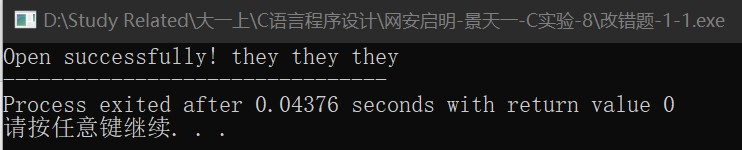 D:\Study Related\大一上\C语言程序设计\网安启明-景天一-C实验-8\改错题-1-1.exe
Open successfully! they they they
--------------------------------
Process exited after 0.04376 seconds with return value 0
请按任意键继续. . .